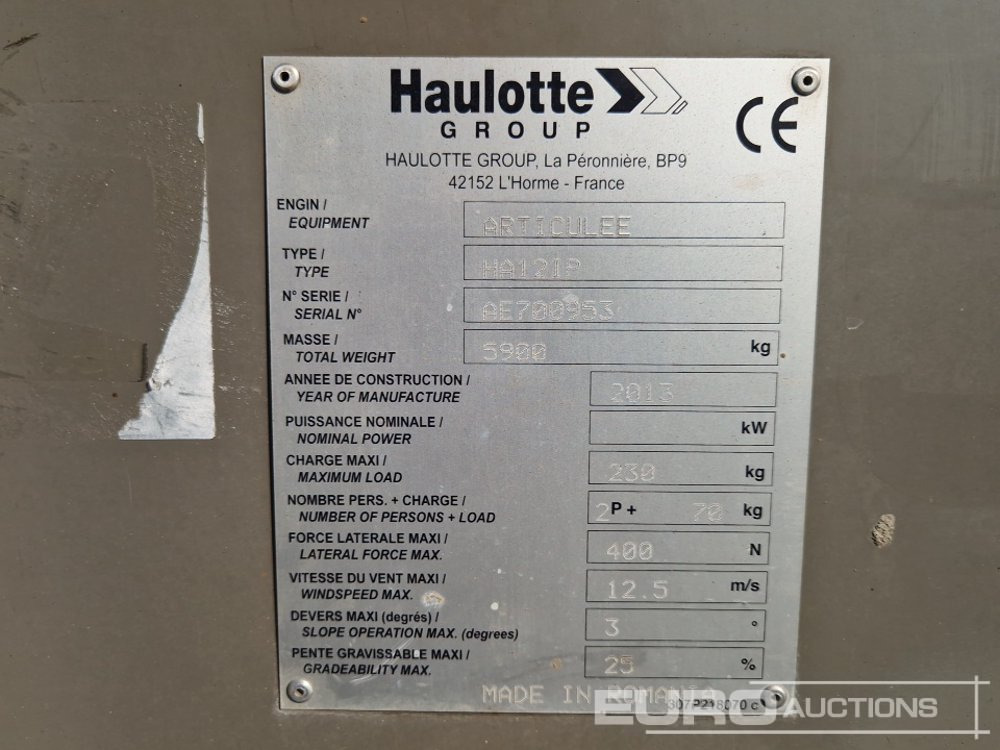 Haulotte
GROUP
CE
HAULOTTE GROUP, La Péronnière, BP9
42152 L'Horme - France
ENGIN /
EQUIPMENT
ARTICULEE
TYPE /
TYPE
HA12IP
N° SERIE /
SERIAL N°
AE700953
MASSE /
TOTAL WEIGHT
5900 kg
ANNEE DE CONSTRUCTION /
YEAR OF MANUFACTURE
2013
PUISSANCE NOMINALE /
NOMINAL POWER
kW
CHARGE MAXI /
MAXIMUM LOAD
230 kg
NOMBRE PERS. + CHARGE /
NUMBER OF PERSONS + LOAD
2P + 70 kg
FORCE LATERALE MAXI /
LATERAL FORCE MAX.
400 N
VITESSE DU VENT MAXI /
WINDSPEED MAX.
12.5 m/s
DEVERS MAXI (degrés) /
SLOPE OPERATION MAX. (degrees)
3 °
PENTE GRAVISSABLE MAXI /
GRADEABILITY MAX.
25 %
MADE IN ROMANIA
307P218070 c
EURO AUCTIONS